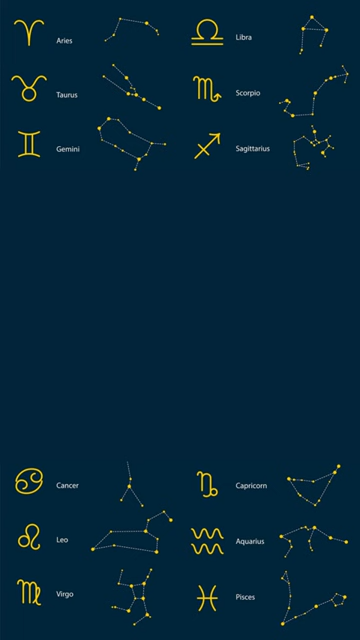 Aries
Libra
Taurus
Scorpio
Gemini
Sagittarius
Cancer
Capricorn
Leo
Aquarius
Virgo
Pisces